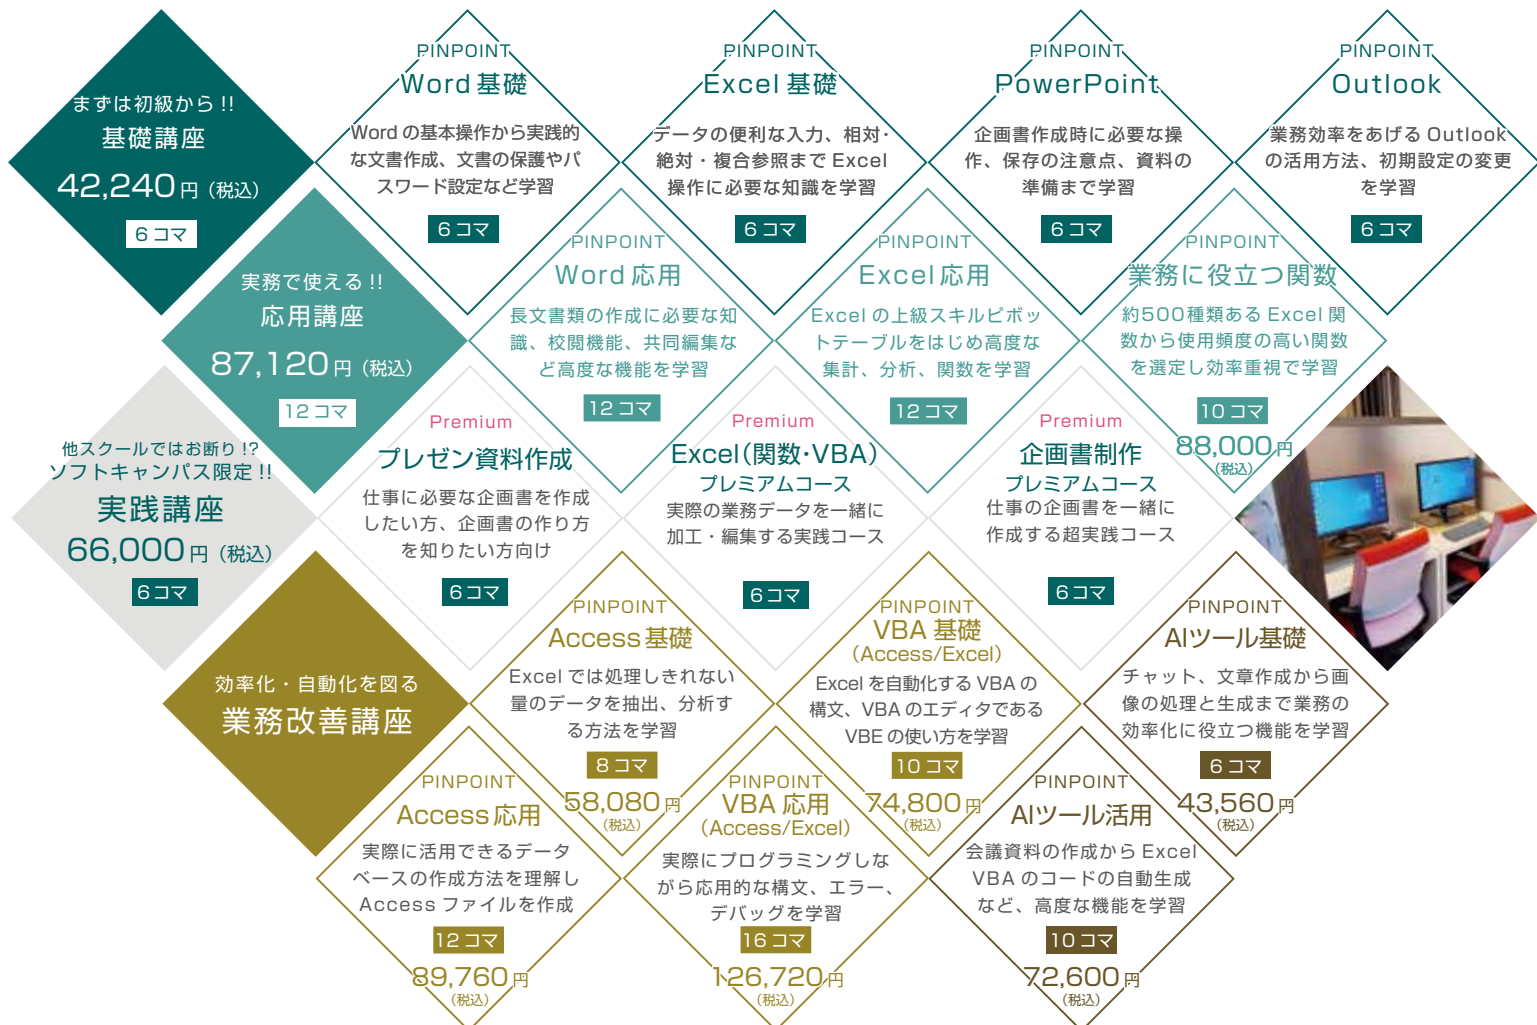 まずは初級から!!
基礎講座
42,240円（税込）
6コマ
PINPOINT
Word基礎
Wordの基本操作から実践的
な文書作成、文書の保護やパ
スワード設定など学習
6コマ
PINPOINT
Excel基礎
データの便利な入力、相対・
絶対・複合参照までExcel
操作に必要な知識を学習
6コマ
PINPOINT
PowerPoint
企画書作成時に必要な操
作、保存の注意点、資料の
準備まで学習
6コマ
PINPOINT
Outlook
業務効率をあげるOutlook
の活用方法、初期設定の変更
を学習
6コマ
実務で使える!!
応用講座
87,120円（税込）
12コマ
PINPOINT
Word応用
長文書類の作成に必要な知
識、校閲機能、共同編集な
ど高度な機能を学習
12コマ
PINPOINT
Excel応用
Excelの上級スキルピボッ
トテーブルをはじめ高度な
集計、分析、関数を学習
12コマ
PINPOINT
業務に役立つ関数
約500種類あるExcel関
数から使用頻度の高い関数
を選定し効率重視で学習
10コマ
88,000円
（税込）
他スクールではお断り!?
ソフトキャンパス限定!!
実践講座
66,000円（税込）
6コマ
Premium
プレゼン資料作成
仕事に必要な企画書を作成
したい方、企画書の作り方
を知りたい方向け
6コマ
Premium
Excel（関数・VBA）
プレミアムコース
実際の業務データを一緒に
加工・編集する実践コース
6コマ
Premium
企画書制作
プレミアムコース
仕事の企画書を一緒に
作成する超実践コース
6コマ
効率化・自動化を図る
業務改善講座
PINPOINT
Access基礎
Excelでは処理しきれない
量のデータを抽出、分析す
る方法を学習
8コマ
58,080円
（税込）
PINPOINT
VBA基礎
（Access/Excel）
Excelを自動化するVBAの
構文、VBAのエディタである
VBEの使い方を学習
10コマ
74,800円
（税込）
PINPOINT
AIツール基礎
チャット、文章作成から画
像の処理と生成まで業務の
効率化に役立つ機能を学習
6コマ
43,560円
（税込）
PINPOINT
Access応用
実際に活用できるデータ
ベースの作成方法を理解し
Accessファイルを作成
12コマ
89,760円
（税込）
PINPOINT
VBA応用
（Access/Excel）
実際にプログラミングしな
がら応用的な構文、エラー、
デバッグを学習
16コマ
126,720円
（税込）
PINPOINT
AIツール活用
会議資料の作成からExcel
VBAのコードの自動生成
など、高度な機能を学習
10コマ
72,600円
（税込）